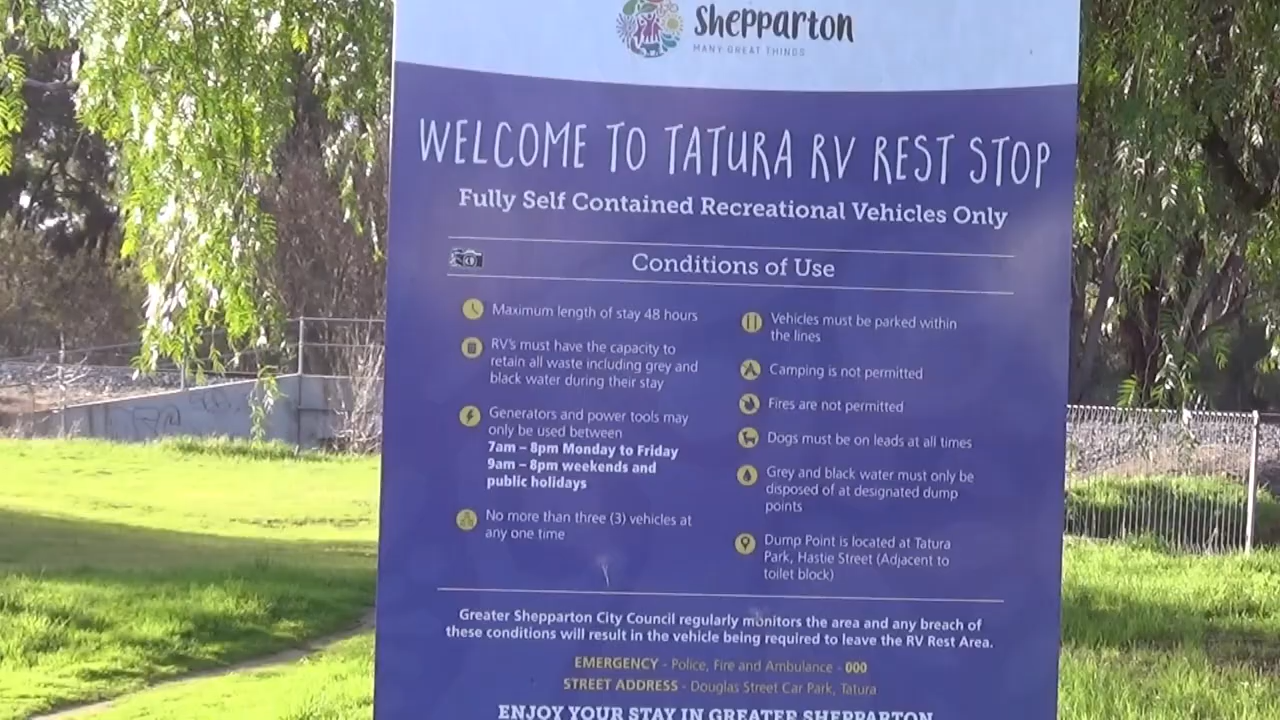 Shepparton
MANY GREAT THINGS
WELCOME TO TATURA RV REST STOP
Fully Self Contained Recreational Vehicles Only
Conditions of Use
Maximum length of stay 48 hours
RV's must have the capacity to
retain all waste including grey and
black water during their stay
Generators and power tools may
only be used between
7am – 8pm Monday to Friday
9am – 8pm weekends and
public holidays
No more than three (3) vehicles at
any one time
Vehicles must be parked within
the lines
Camping is not permitted
Fires are not permitted
Dogs must be on leads at all times
Grey and black water must only be
disposed of at designated dump
points
Dump Point is located at Tatura
Park, Hastie Street (Adjacent to
toilet block)
Greater Shepparton City Council regularly monitors the area and any breach of
these conditions will result in the vehicle being required to leave the RV Rest Area.
EMERGENCY - Police, Fire and Ambulance - 000
STREET ADDRESS - Douglas Street Car Park, Tatura
ENJOY YOUR STAY IN GREATER SHEPPARTON